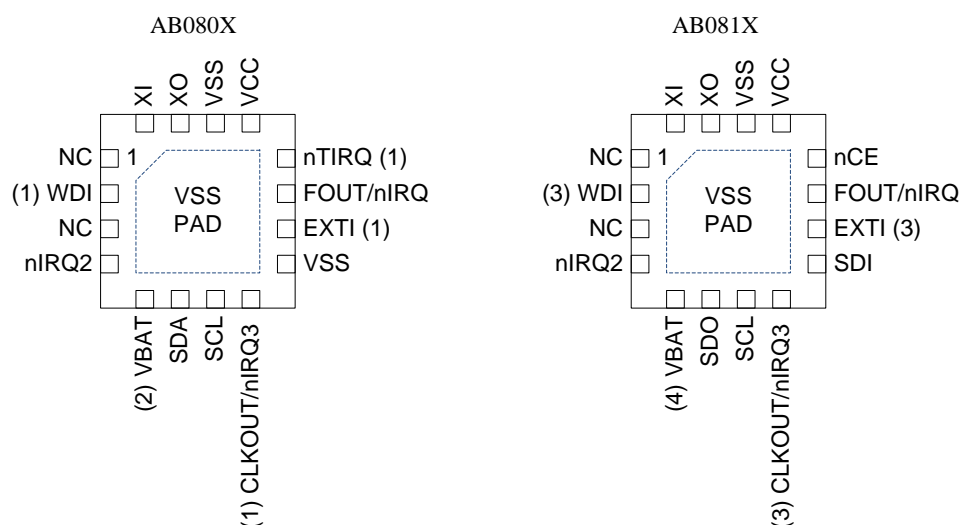 AB080X
XI
XO
VSS
VCC
NC
1
(1) WDI
NC
nIRQ2
VSS
PAD
nTIRQ (1)
FOUT/nIRQ
EXTI (1)
VSS
(2) VBAT
SDA
SCL
(1) CLKOUT/nIRQ3
AB081X
XI
XO
VSS
VCC
NC
1
(3) WDI
NC
nIRQ2
VSS
PAD
nCE
FOUT/nIRQ
EXTI (3)
SDI
(4) VBAT
SDO
SCL
(3) CLKOUT/nIRQ3